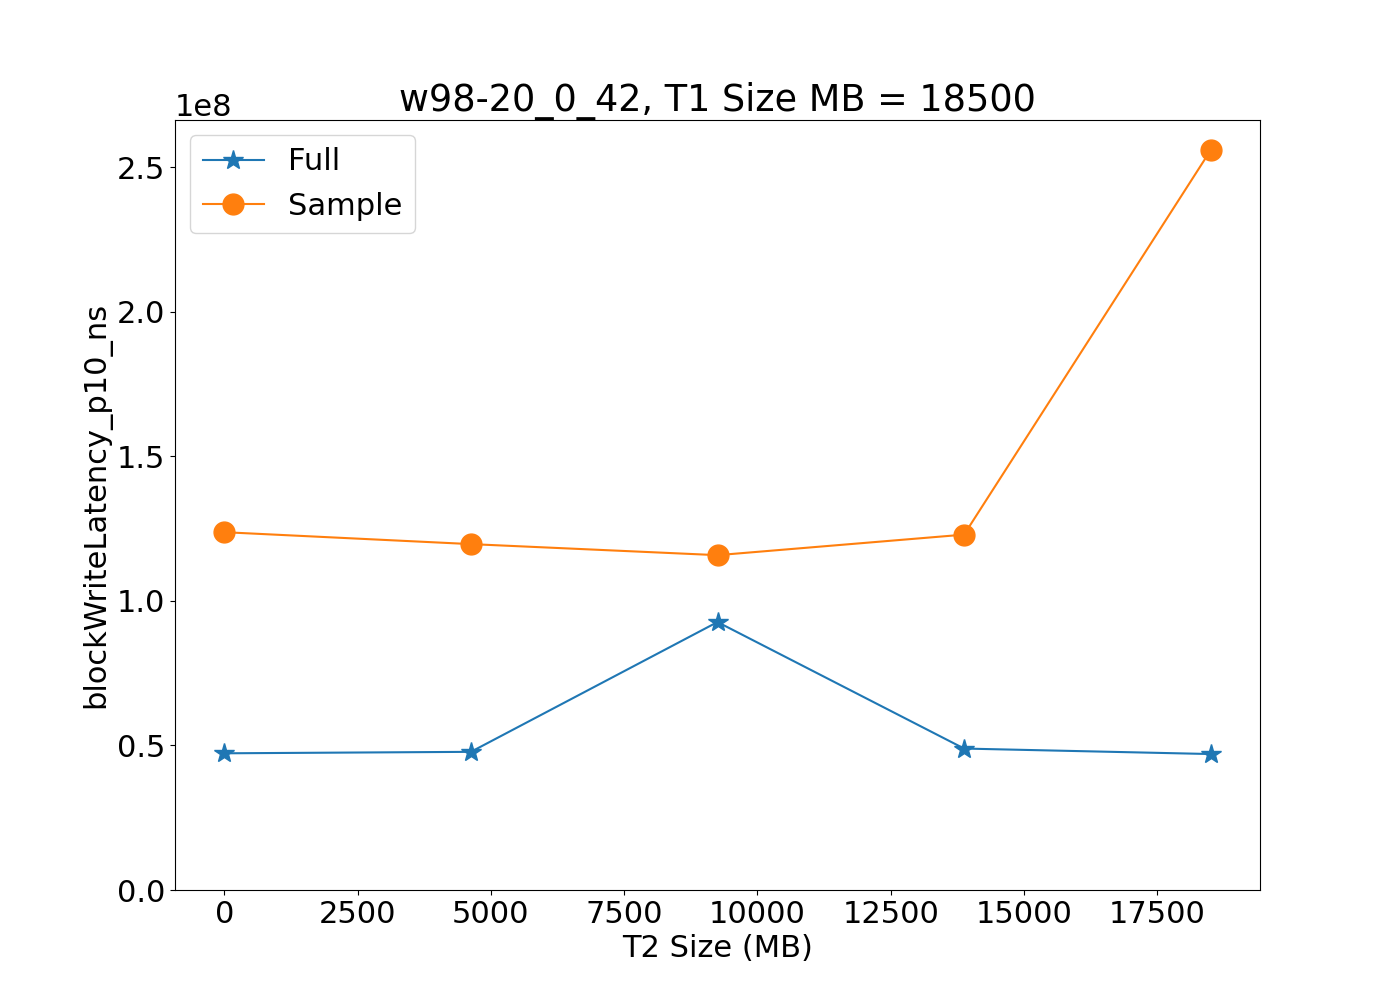 w98-20_0_42, T1 Size MB = 18500
1e8
Full
Sample
2.5
2.0
1.5
1.0
0.5
0.0
blockWriteLatency_p10_ns
0 2500 5000 7500 10000 12500 15000 17500
T2 Size (MB)